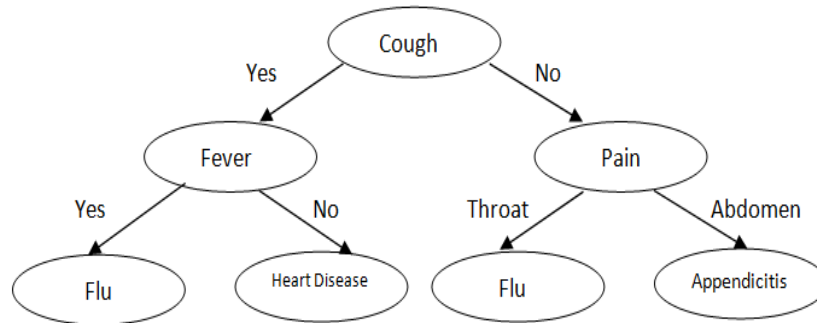 Cough
Yes
No
Fever
Pain
Yes
No
Throat
Abdomen
Flu
Heart Disease
Flu
Appendicitis